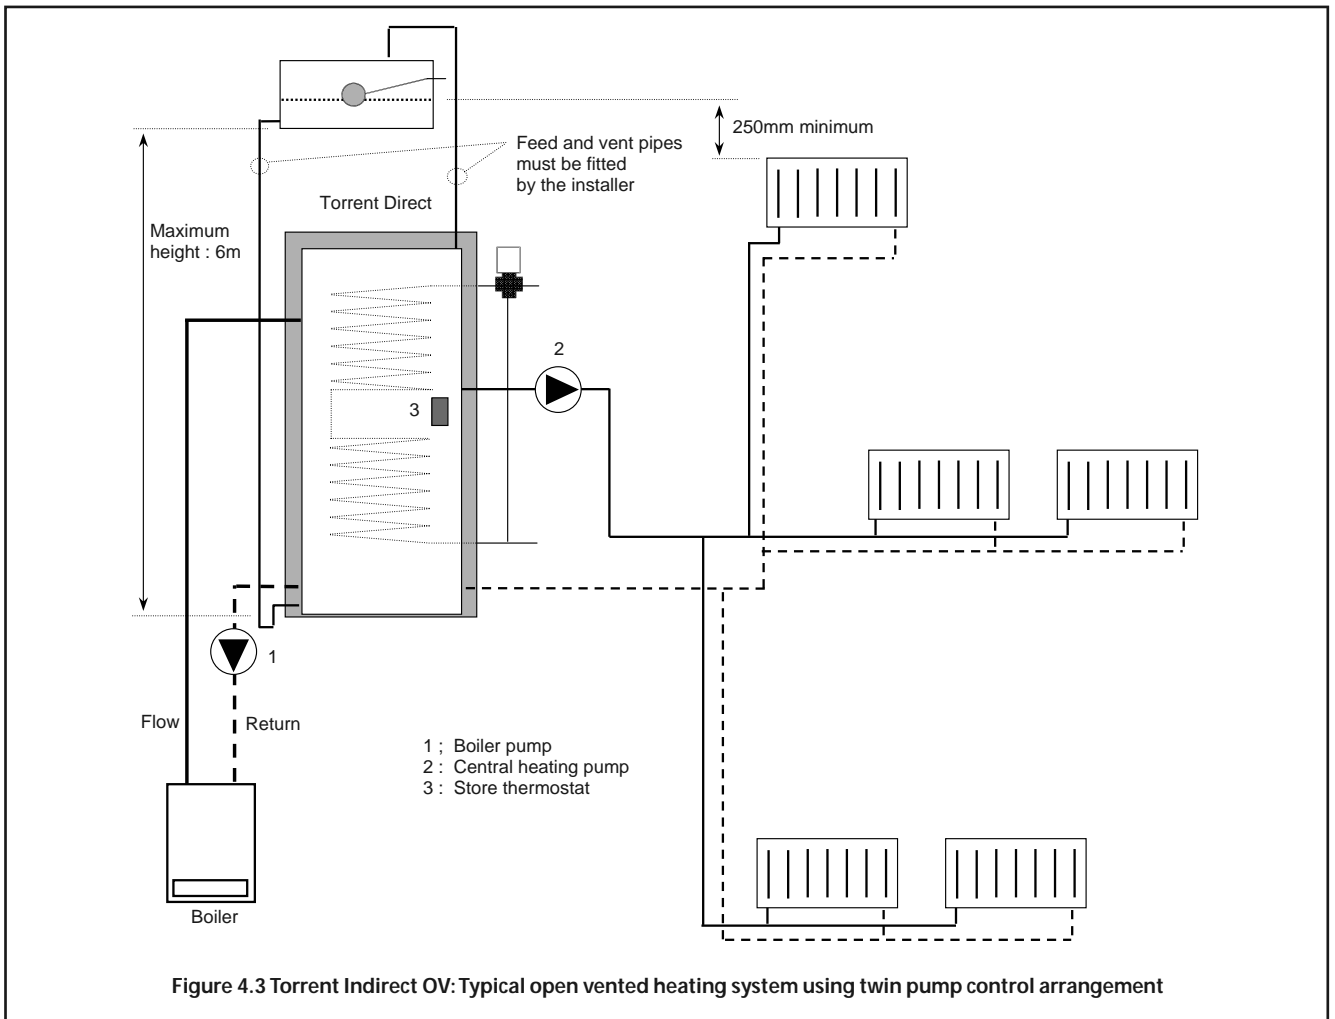 250mm minimum
Feed and vent pipes
must be fitted
by the installer
Torrent Direct
Maximum
height : 6m
2
3
1
Flow
Return
1 ; Boiler pump
2 : Central heating pump
3 : Store thermostat
Boiler
Figure 4.3 Torrent Indirect OV: Typical open vented heating system using twin pump control arrangement